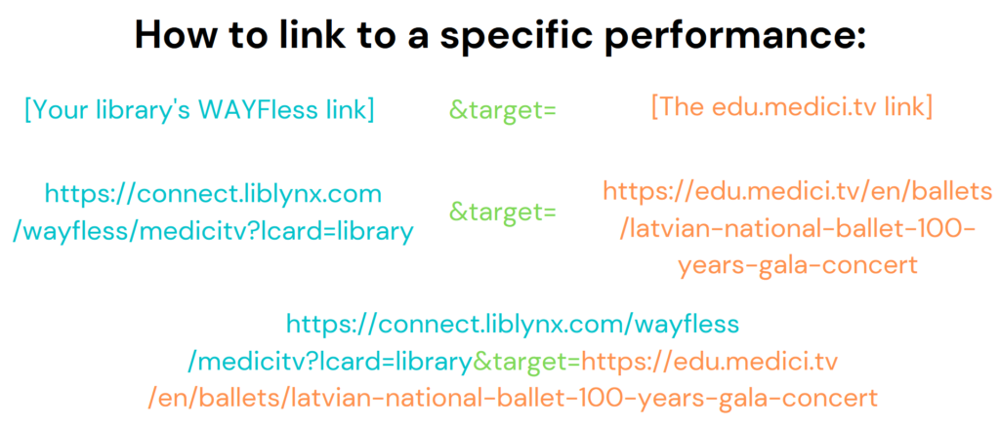 How to link to a specific performance:
[Your library's WAYFless link] &target= [The edu.medici.tv link]
https://connect.liblynx.com
/wayfless/medicitv?lcard=library
&target=
https://edu.medici.tv/en/ballets
/latvian-national-ballet-100-
years-gala-concert
https://connect.liblynx.com/wayfless
/medicitv?lcard=library&target=https://edu.medici.tv
/en/ballets/latvian-national-ballet-100-years-gala-concert